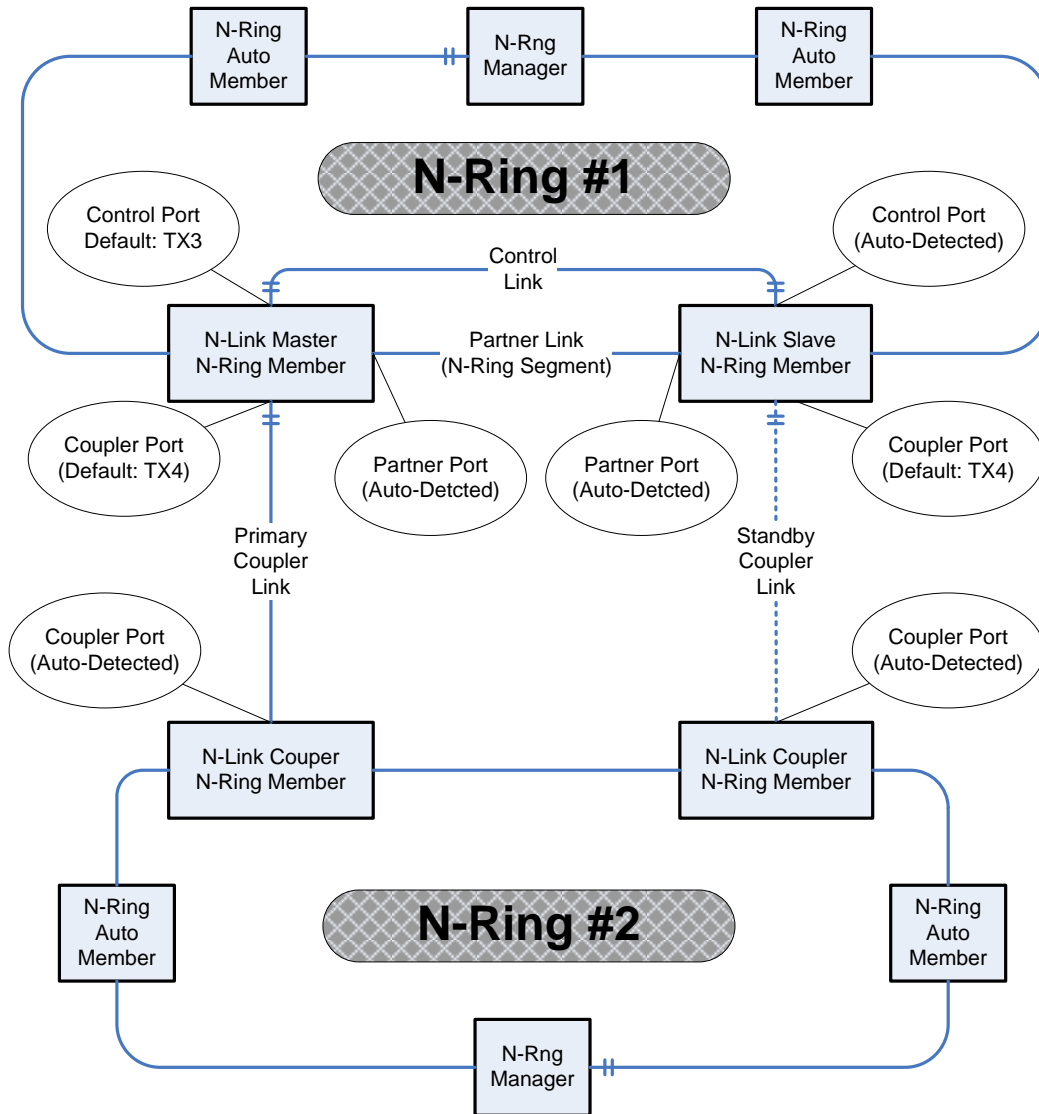 N-Ring
Auto
Member
N-Rng
Manager
N-Ring
Auto
Member
N-Ring #1
Control Port
Default: TX3
Control
Link
Control Port
(Auto-Detected)
N-Link Master
N-Ring Member
Partner Link
(N-Ring Segment)
N-Link Slave
N-Ring Member
Coupler Port
(Default: TX4)
Partner Port
(Auto-Detcted)
Partner Port
(Auto-Detcted)
Coupler Port
(Default: TX4)
Primary
Coupler
Link
Standby
Coupler
Link
Coupler Port
(Auto-Detected)
Coupler Port
(Auto-Detected)
N-Link Couper
N-Ring Member
N-Link Coupler
N-Ring Member
N-Ring
Auto
Member
N-Ring #2
N-Ring
Auto
Member
N-Rng
Manager